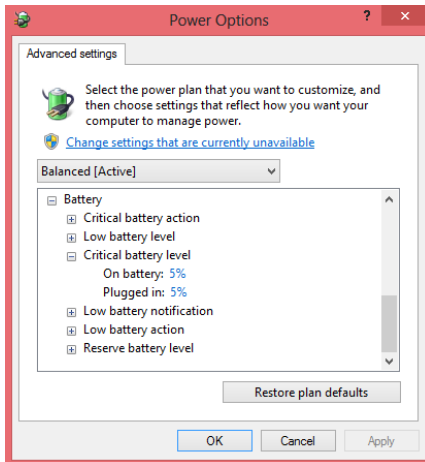 Power Options
?
×
Advanced settings
Select the power plan that you want to customize, and
then choose settings that reflect how you want your
computer to manage power.
Change settings that are currently unavailable
Balanced [Active]
Battery
Critical battery action
Low battery level
Critical battery level
On battery: 5%
Plugged in: 5%
Low battery notification
Low battery action
Reserve battery level
Restore plan defaults
OK Cancel Apply